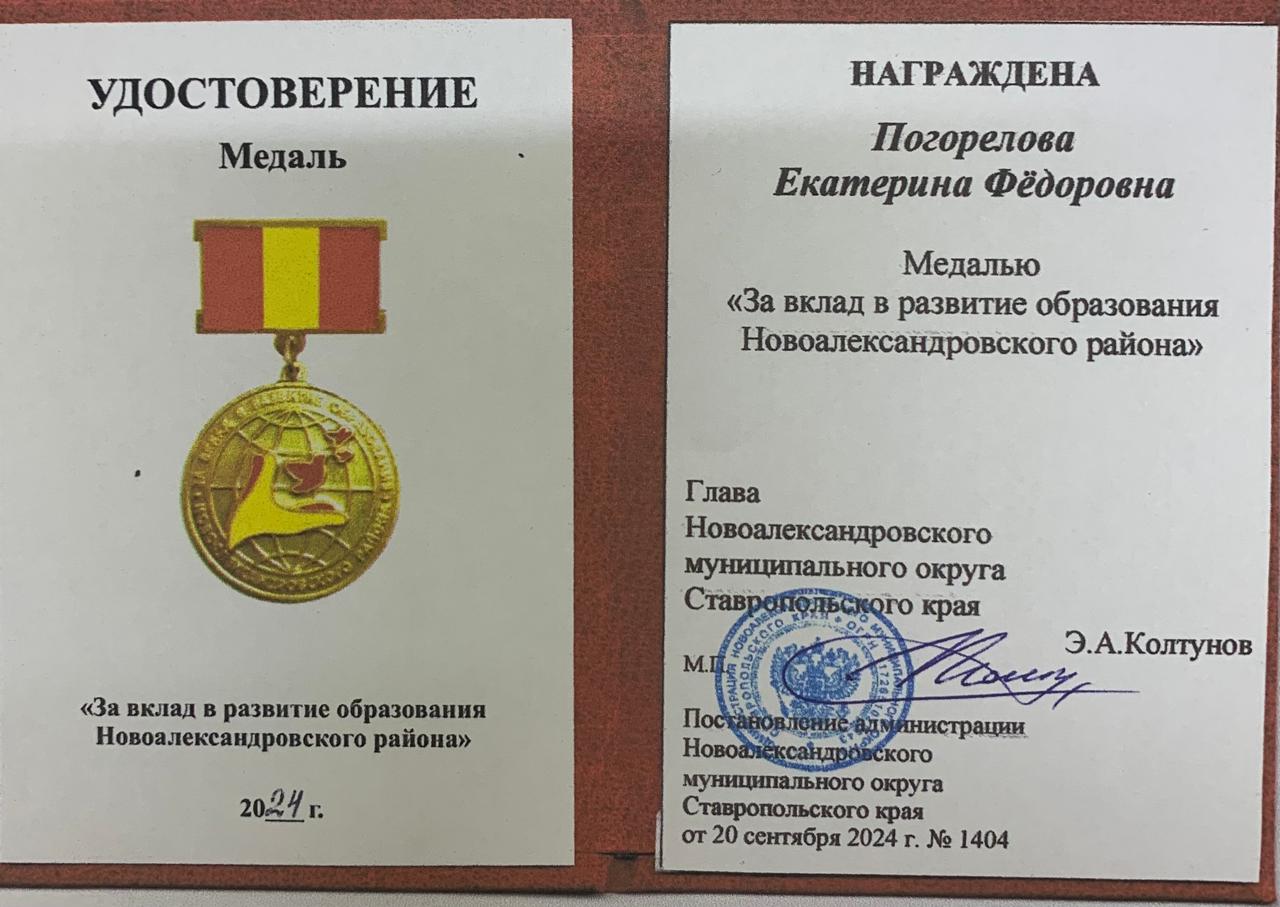 УДОСТОВЕРЕНИЕ
Медаль
«За вклад в развитие образования
Новоалександровского района»
2024 г.
НАГРАЖДЕНА
Погорелова
Екатерина Фёдоровна
Медалью
«За вклад в развитие образования
Новоалександровского района»
Глава
Новоалександровского
муниципального округа
Ставропольского края
Э.А.Колтунов
М.П.
Постановление администрации
Новоалександровского
муниципального округа
Ставропольского края
от 20 сентября 2024 г. № 1404